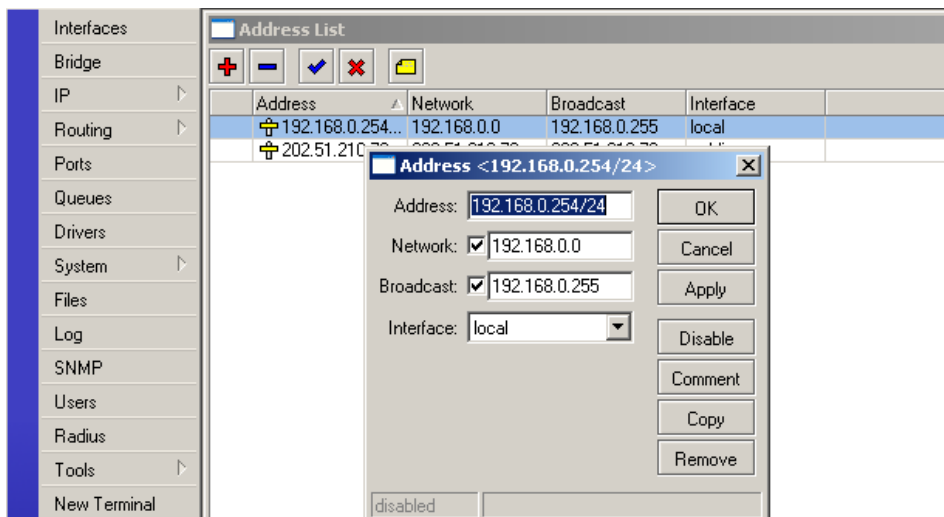 Interfaces
Bridge
IP
Routing
Ports
Queues
Drivers
System
Files
Log
SNMP
Users
Radius
Tools
New Terminal
Address List
Address Network Broadcast Interface
192.168.0.254... 192.168.0.0 192.168.0.255 local
202.51.210
Address <192.168.0.254/24>
Address: 192.168.0.254/24
Network: 192.168.0.0
Broadcast: 192.168.0.255
Interface: local
OK
Cancel
Apply
Disable
Comment
Copy
Remove
disabled